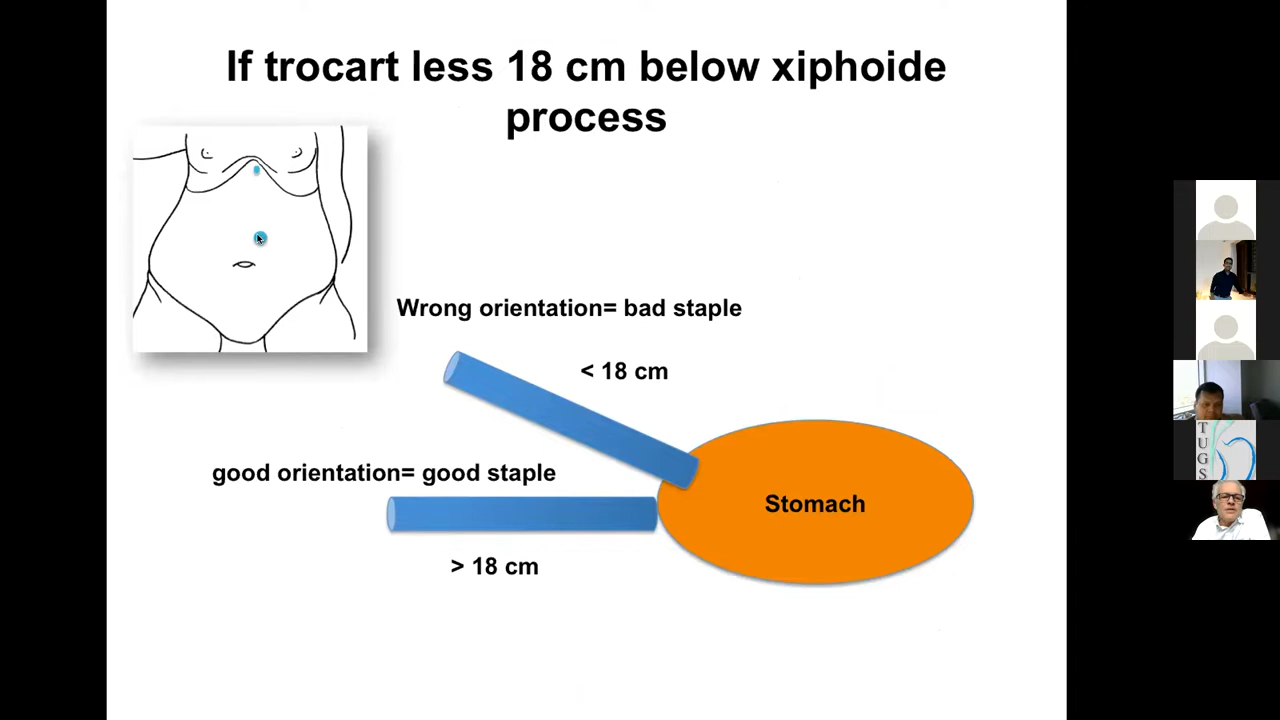 If trocart less 18 cm below xiphoide
process
Wrong orientation= bad staple
< 18 cm
good orientation= good staple
Stomach
> 18 cm
T
U
G
S